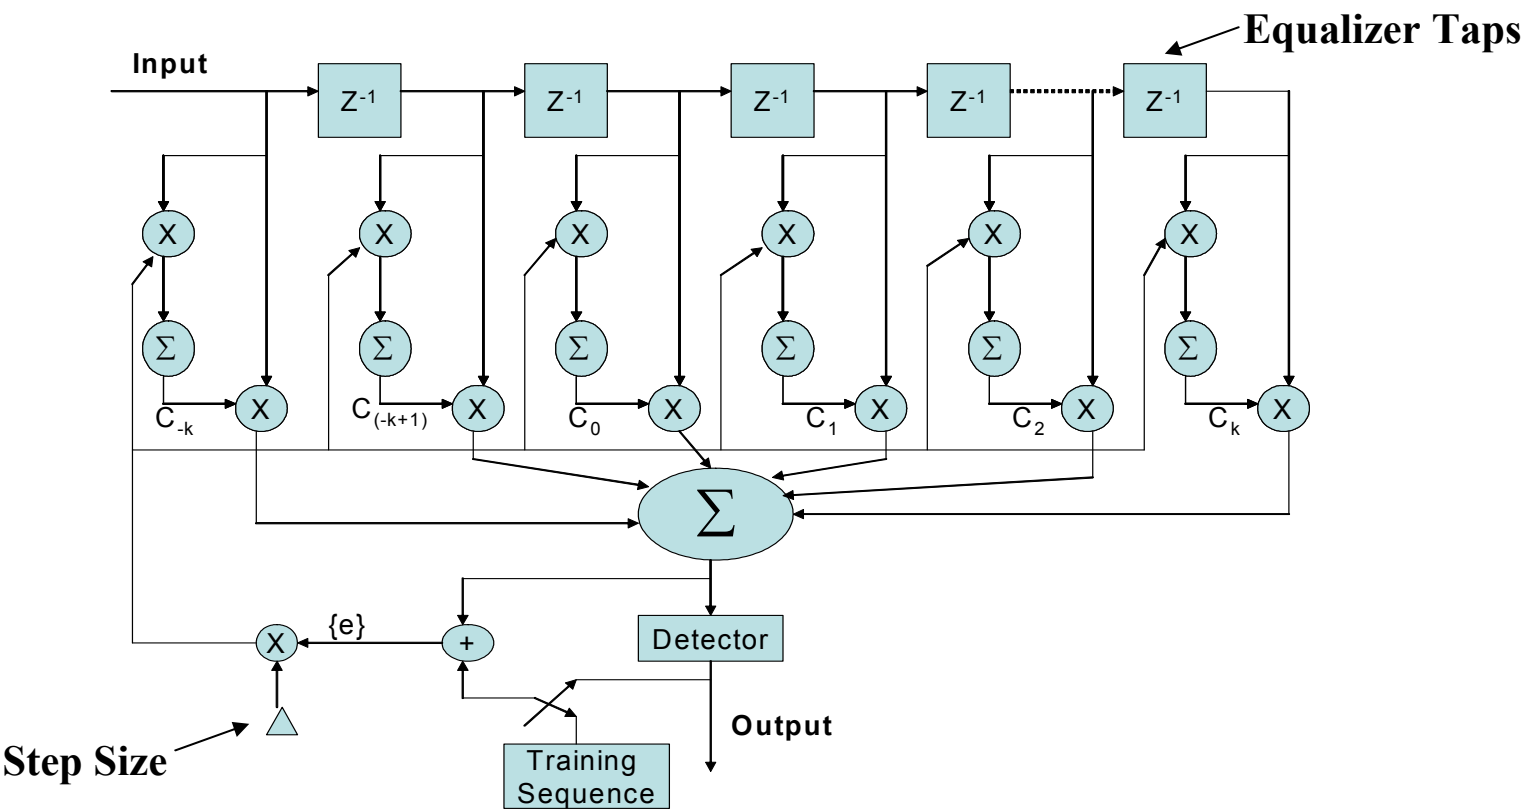 Equalizer Taps
Input
Z-1 Z-1 Z-1 Z-1 Z-1
X X X X X X
Σ Σ Σ Σ Σ Σ
X X X X X X
C-k C(-k+1) C0 C1 C2 Ck
Σ
{e}
X + Detector
Output
Step Size
Training
Sequence